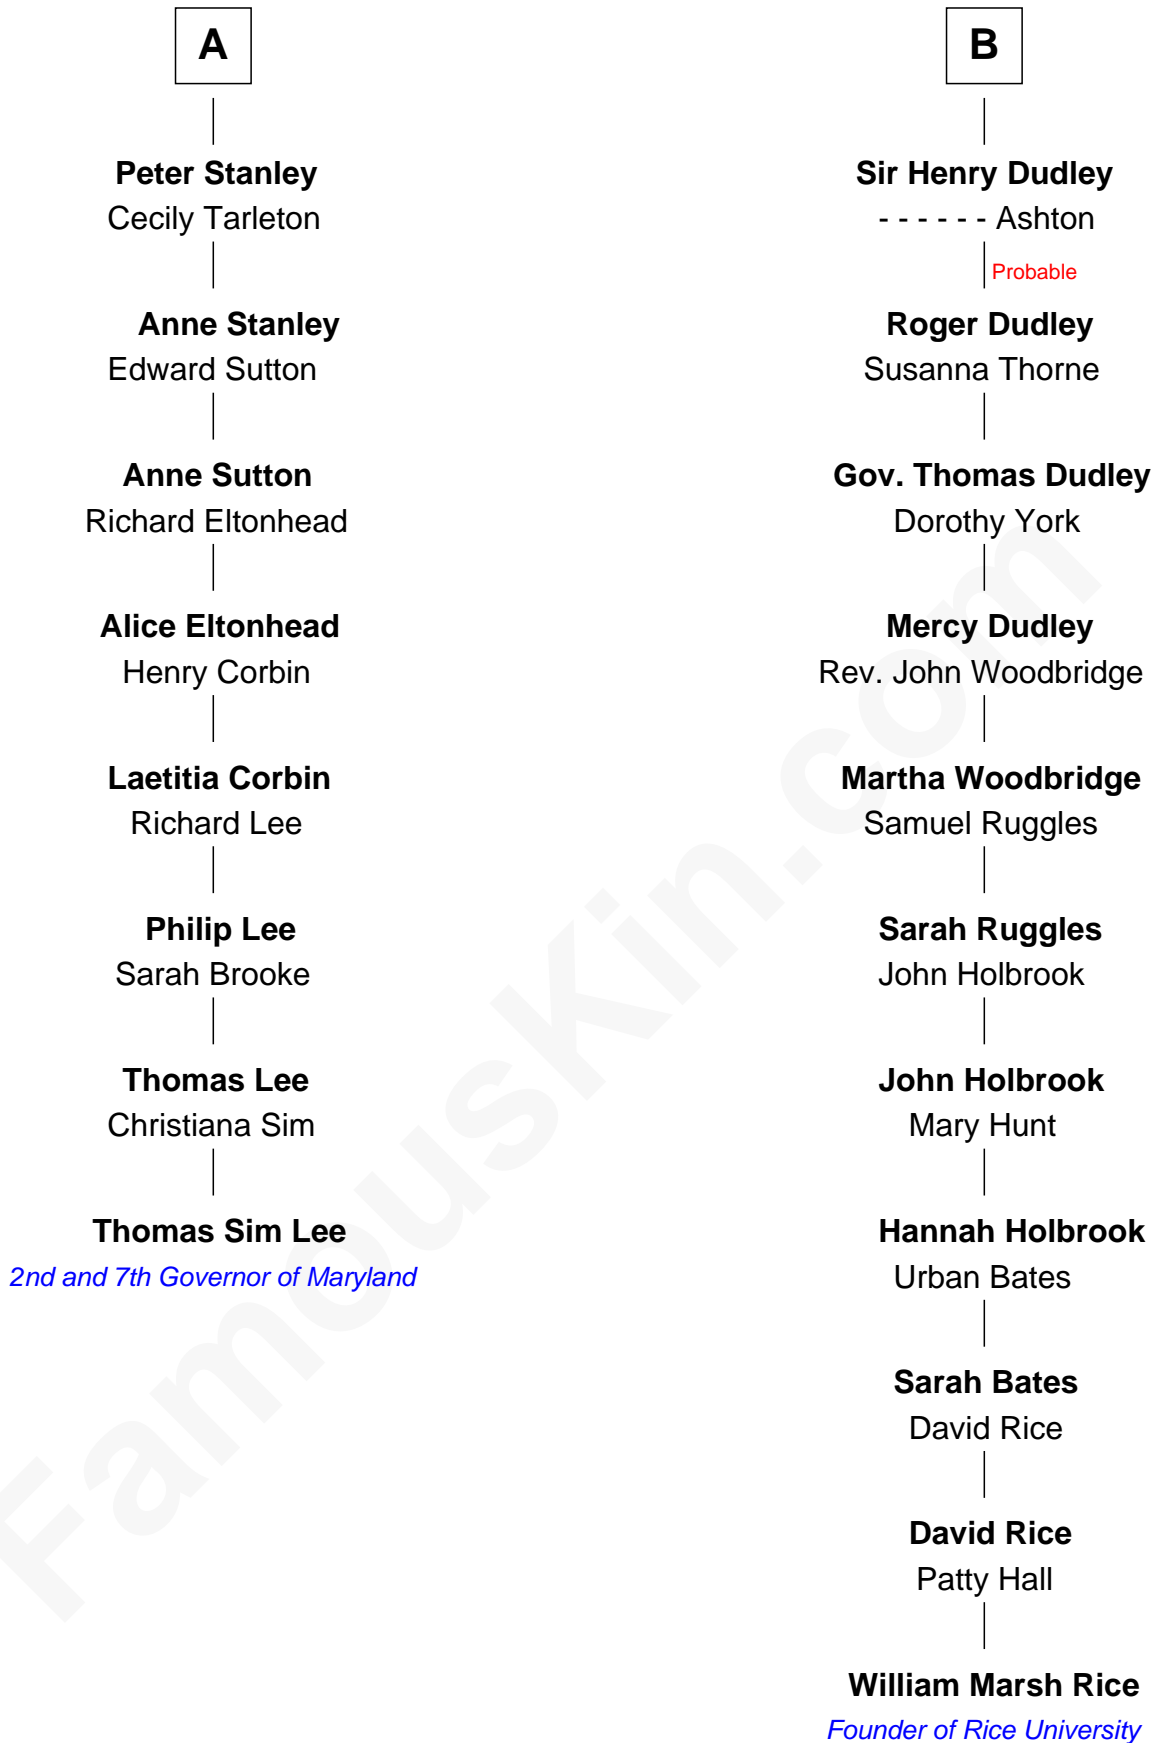 A
Peter Stanley
Cecily Tarleton
Anne Stanley
Edward Sutton
Anne Sutton
Richard Eltonhead
Alice Eltonhead
Henry Corbin
Laetitia Corbin
Richard Lee
Philip Lee
Sarah Brooke
Thomas Lee
Christiana Sim
Thomas Sim Lee
2nd and 7th Governor of Maryland
B
Sir Henry Dudley
- - - - - - Ashton
Probable
Roger Dudley
Susanna Thorne
Gov. Thomas Dudley
Dorothy York
Mercy Dudley
Rev. John Woodbridge
Martha Woodbridge
Samuel Ruggles
Sarah Ruggles
John Holbrook
John Holbrook
Mary Hunt
Hannah Holbrook
Urban Bates
Sarah Bates
David Rice
David Rice
Patty Hall
William Marsh Rice
Founder of Rice University
FamousKin.com